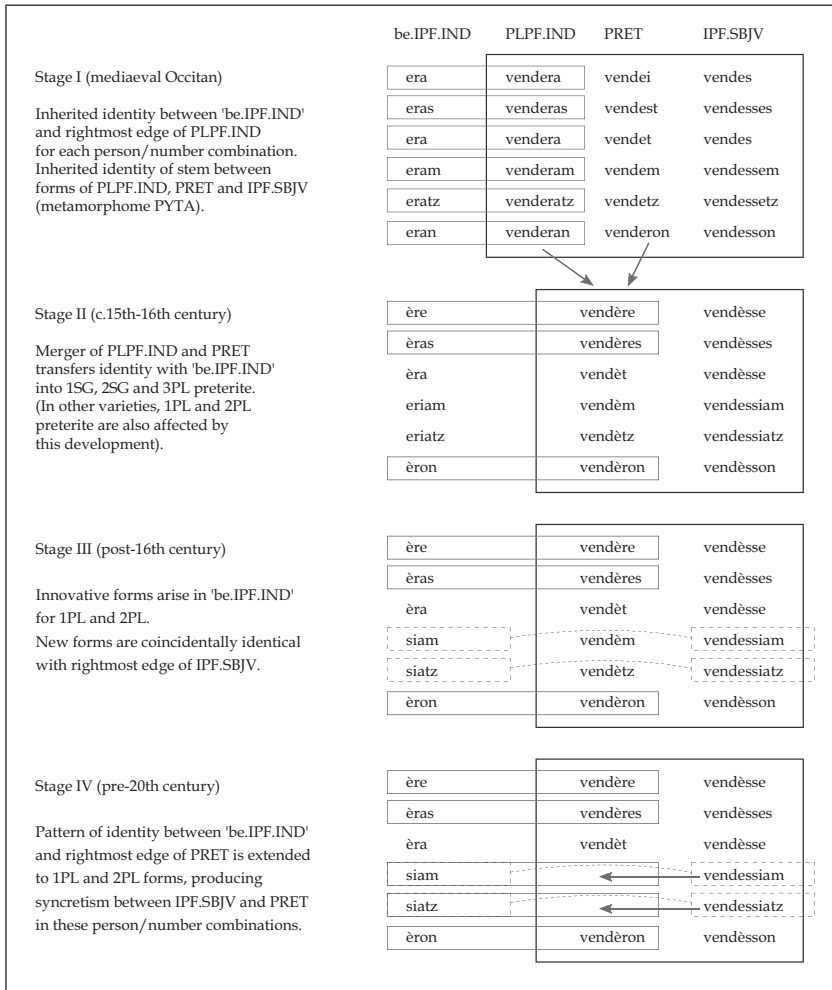 be.IPF.IND PLPF.IND PRET IPF.SBJV
Stage I (mediaeval Occitan)
Inherited identity between 'be.IPF.IND'
and rightmost edge of PLPF.IND
for each person/number combination.
Inherited identity of stem between
forms of PLPF.IND, PRET and IPF.SBJV
(metamorphome PYTA).
era vendera vendei vendes
eras venderas vendest vendesses
era vendera vendet vendes
eram venderam vendem vendessem
eratz venderatz vendetz vendessetz
eran venderan venderon vendesson
Stage II (c.15th-16th century)
Merger of PLPF.IND and PRET
transfers identity with 'be.IPF.IND'
into 1SG, 2SG and 3PL preterite.
(In other varieties, 1PL and 2PL
preterite are also affected by
this development).
ère vendère vendèsse
èras vendères vendèsses
èra vendèt vendèsse
eriam vendèm vendessiam
eriatz vendètz vendessiatz
èron vendèron vendèsson
Stage III (post-16th century)
Innovative forms arise in 'be.IPF.IND'
for 1PL and 2PL.
New forms are coincidentally identical
with rightmost edge of IPF.SBJV.
ère vendère vendèsse
èras vendères vendèsses
èra vendèt vendèsse
siam vendèm vendessiam
siatz vendètz vendessiatz
èron vendèron vendèsson
Stage IV (pre-20th century)
Pattern of identity between 'be.IPF.IND'
and rightmost edge of PRET is extended
to 1PL and 2PL forms, producing
syncretism between IPF.SBJV and PRET
in these person/number combinations.
ère vendère vendèsse
èras vendères vendèsses
èra vendèt vendèsse
siam vendessiam
siatz vendessiatz
èron vendèron vendèsson